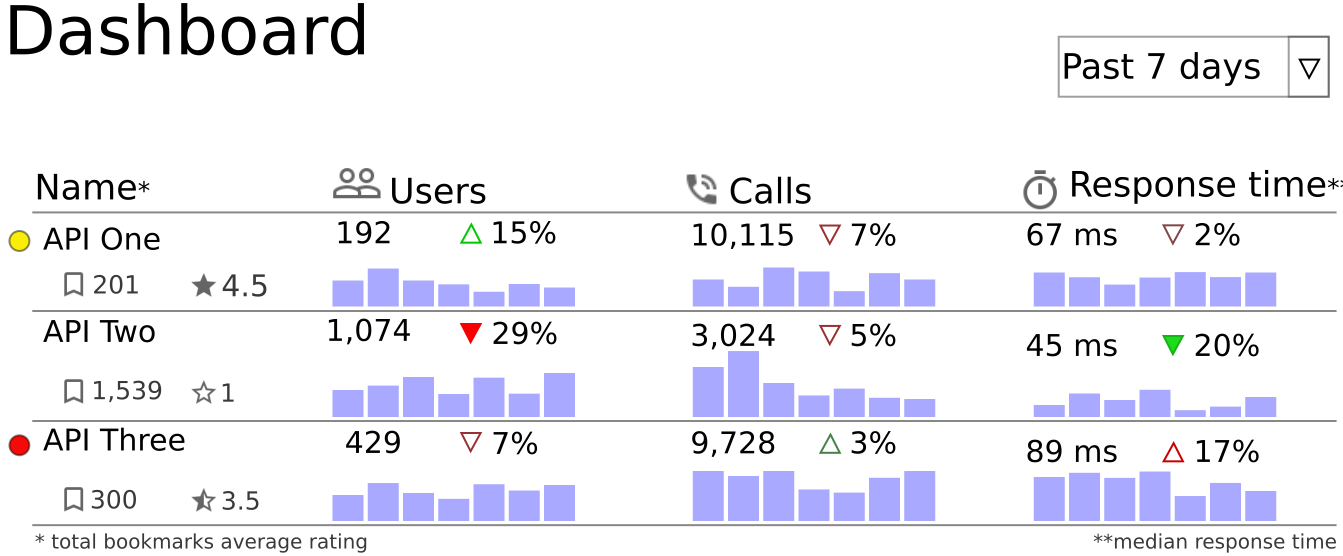 Dashboard
Past 7 days
Name* Users Calls Response time**
API One 192 15% 10,115 7% 67 ms 2%
201 4.5
API Two 1,074 29% 3,024 5% 45 ms 20%
1,539 1
API Three 429 7% 9,728 3% 89 ms 17%
300 3.5
* total bookmarks average rating **median response time